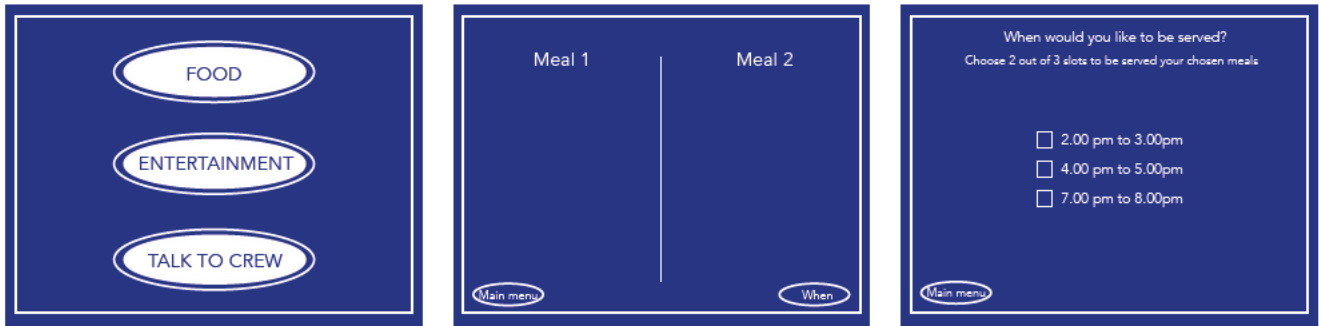 FOOD
ENTERTAINMENT
TALK TO CREW
Meal 1
Meal 2
Main menu
When
When would you like to be served?
Choose 2 out of 3 slots to be served your chosen meals
2.00 pm to 3.00pm
4.00 pm to 5.00pm
7.00 pm to 8.00pm
Main menu